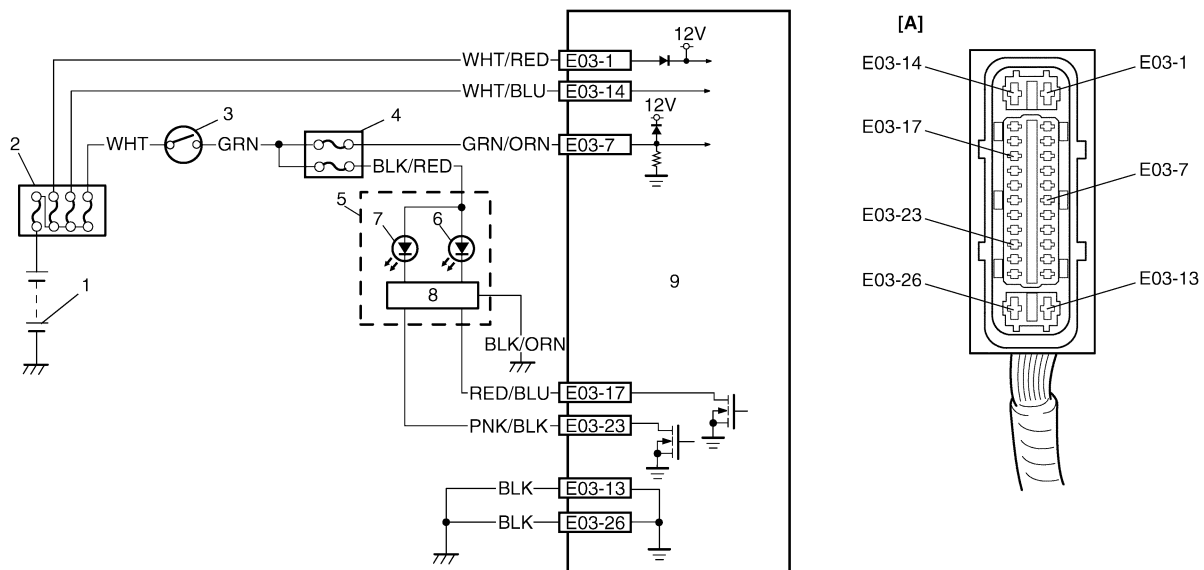 [A]
12V
WHT/RED E03-1
E03-14 E03-1
WHT/BLU E03-14
12V
3 4
E03-17
2 WHT GRN GRN/ORN E03-7
BLK/RED
E03-7
5 7 6
E03-23
1 8 9
E03-26 E03-13
BLK/ORN
RED/BLU E03-17
PNK/BLK E03-23
BLK E03-13
BLK E03-26